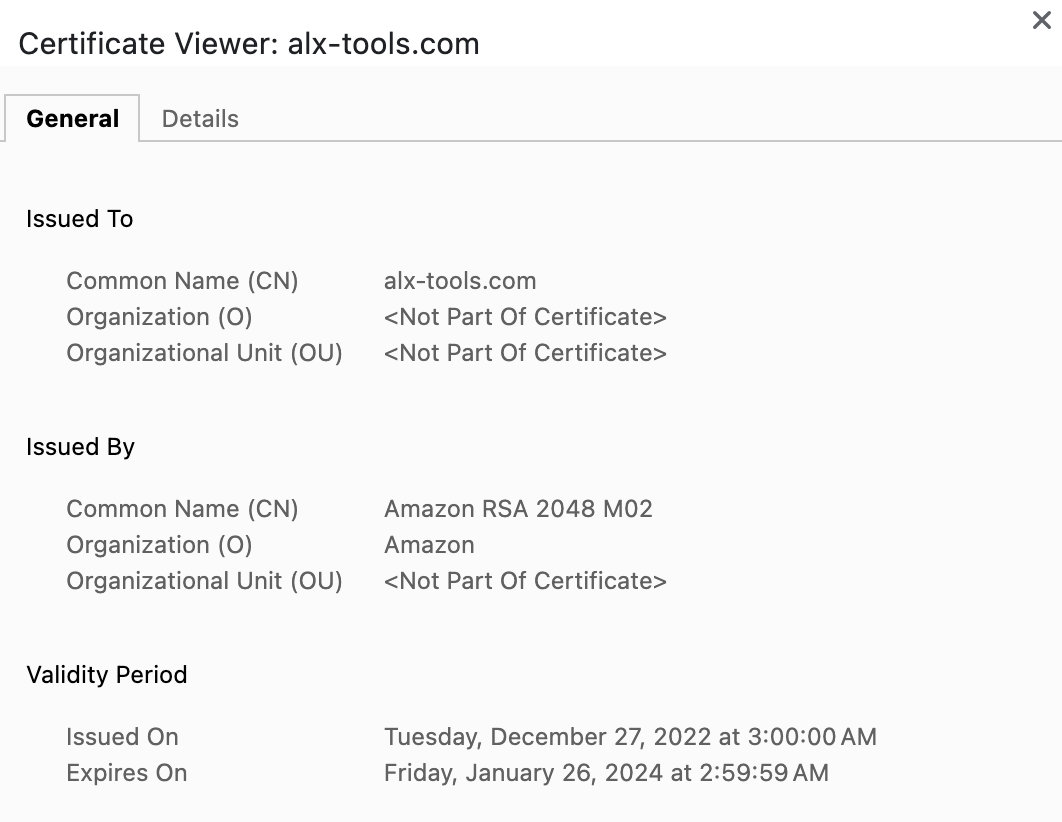 Certificate Viewer: alx-tools.com
General Details
Issued To
Common Name (CN) alx-tools.com
Organization (O) <Not Part Of Certificate>
Organizational Unit (OU) <Not Part Of Certificate>
Issued By
Common Name (CN) Amazon RSA 2048 M02
Organization (O) Amazon
Organizational Unit (OU) <Not Part Of Certificate>
Validity Period
Issued On Tuesday, December 27, 2022 at 3:00:00 AM
Expires On Friday, January 26, 2024 at 2:59:59 AM